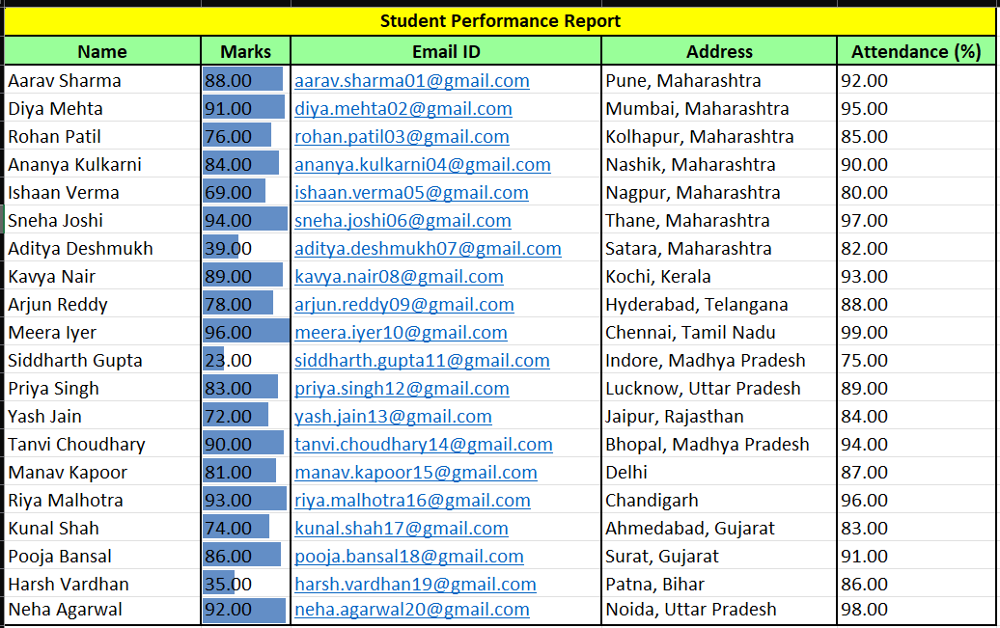 Student Performance Report
Name Marks Email ID Address Attendance (%)
Aarav Sharma 88.00 aarav.sharma01@gmail.com Pune, Maharashtra 92.00
Diya Mehta 91.00 diya.mehta02@gmail.com Mumbai, Maharashtra 95.00
Rohan Patil 76.00 rohan.patil03@gmail.com Kolhapur, Maharashtra 85.00
Ananya Kulkarni 84.00 ananya.kulkarni04@gmail.com Nashik, Maharashtra 90.00
Ishaan Verma 69.00 ishaan.verma05@gmail.com Nagpur, Maharashtra 80.00
Sneha Joshi 94.00 sneha.joshi06@gmail.com Thane, Maharashtra 97.00
Aditya Deshmukh 39.00 aditya.deshmukh07@gmail.com Satara, Maharashtra 82.00
Kavya Nair 89.00 kavya.nair08@gmail.com Kochi, Kerala 93.00
Arjun Reddy 78.00 arjun.reddy09@gmail.com Hyderabad, Telangana 88.00
Meera Iyer 96.00 meera.iyer10@gmail.com Chennai, Tamil Nadu 99.00
Siddharth Gupta 23.00 siddharth.gupta11@gmail.com Indore, Madhya Pradesh 75.00
Priya Singh 83.00 priya.singh12@gmail.com Lucknow, Uttar Pradesh 89.00
Yash Jain 72.00 yash.jain13@gmail.com Jaipur, Rajasthan 84.00
Tanvi Choudhary 90.00 tanvi.choudhary14@gmail.com Bhopal, Madhya Pradesh 94.00
Manav Kapoor 81.00 manav.kapoor15@gmail.com Delhi 87.00
Riya Malhotra 93.00 riya.malhotra16@gmail.com Chandigarh 96.00
Kunal Shah 74.00 kunal.shah17@gmail.com Ahmedabad, Gujarat 83.00
Pooja Bansal 86.00 pooja.bansal18@gmail.com Surat, Gujarat 91.00
Harsh Vardhan 35.00 harsh.vardhan19@gmail.com Patna, Bihar 86.00
Neha Agarwal 92.00 neha.agarwal20@gmail.com Noida, Uttar Pradesh 98.00